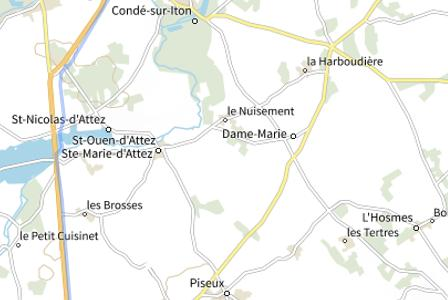 Condé-sur-Iton
la Harboudière
St-Nicolas-d'Attez
le Nuisement
Dame-Marie
St-Ouen-d'Attez
Ste-Marie-d'Attez
les Brosses
L'Hosmes
Bo
les Tertres
le Petit Cuisinet
Piseux